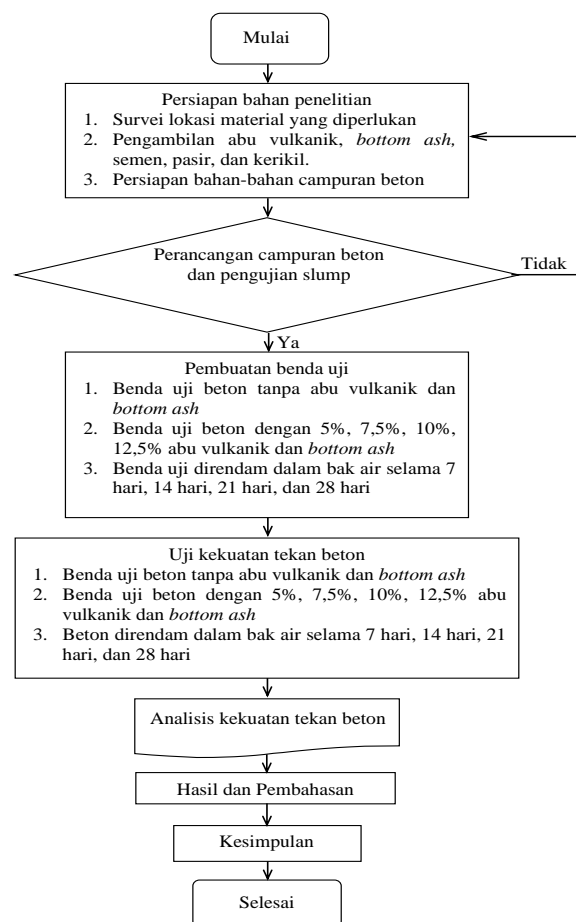 Mulai
Persiapan bahan penelitian
1. Survei lokasi material yang diperlukan
2. Pengambilan abu vulkanik, bottom ash,
semen, pasir, dan kerikil.
3. Persiapan bahan-bahan campuran beton
Perancangan campuran beton
dan pengujian slump
Tidak
Ya
Pembuatan benda uji
1. Benda uji beton tanpa abu vulkanik dan
bottom ash
2. Benda uji beton dengan 5%, 7,5%, 10%,
12,5% abu vulkanik dan bottom ash
3. Benda uji direndam dalam bak air selama 7
hari, 14 hari, 21 hari, dan 28 hari
Uji kekuatan tekan beton
1. Benda uji beton tanpa abu vulkanik dan bottom ash
2. Benda uji beton dengan 5%, 7,5%, 10%, 12,5% abu
vulkanik dan bottom ash
3. Beton direndam dalam bak air selama 7 hari, 14 hari, 21
hari, dan 28 hari
Analisis kekuatan tekan beton
Hasil dan Pembahasan
Kesimpulan
Selesai